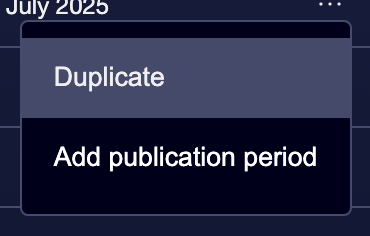 July 2025
...
Duplicate
Add publication period